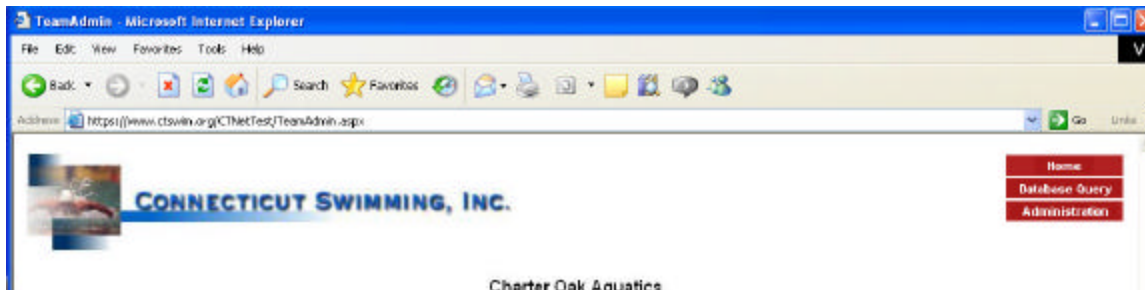 TeamAdmin - Microsoft Internet Explorer
File Edit View Favorites Tools Help
Back Search Favorites
Address https://www.ctswim.org/CTNetTest/TeamAdmin.aspx Go Links
Home
Database Query
Administration
CONNECTICUT SWIMMING, INC.
Charter Oak Aquatics